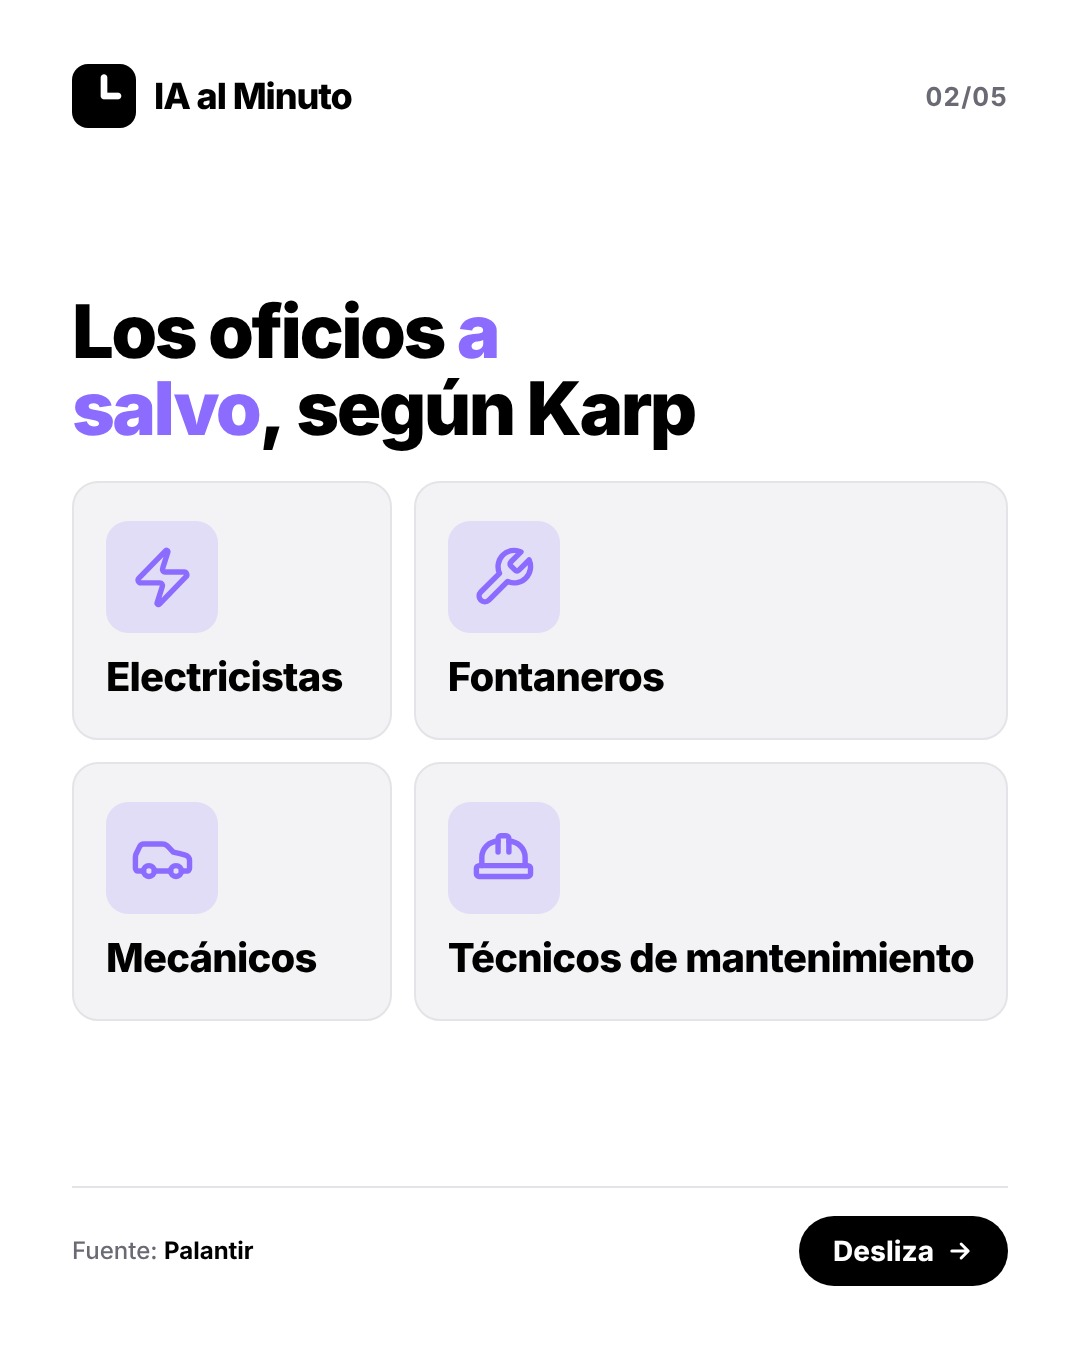 IA al Minuto
02/05
Los oficios a
salvo, según Karp
Electricistas
Fontaneros
Mecánicos
Técnicos de mantenimiento
Fuente: Palantir
Desliza →